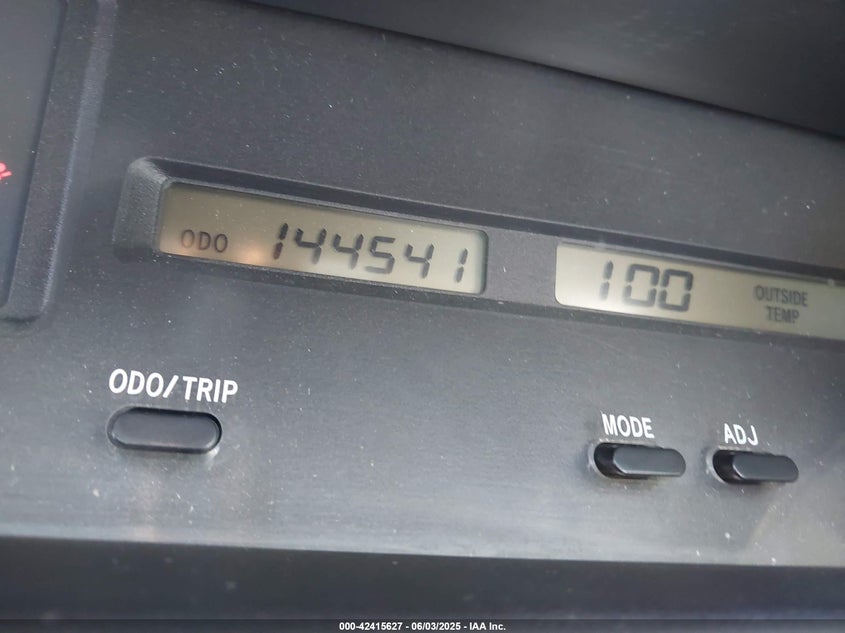 ODO 144541
100 OUTSIDE TEMP
ODO/TRIP
MODE
ADJ
000-42415627 - 06/03/2025 - IAA Inc.